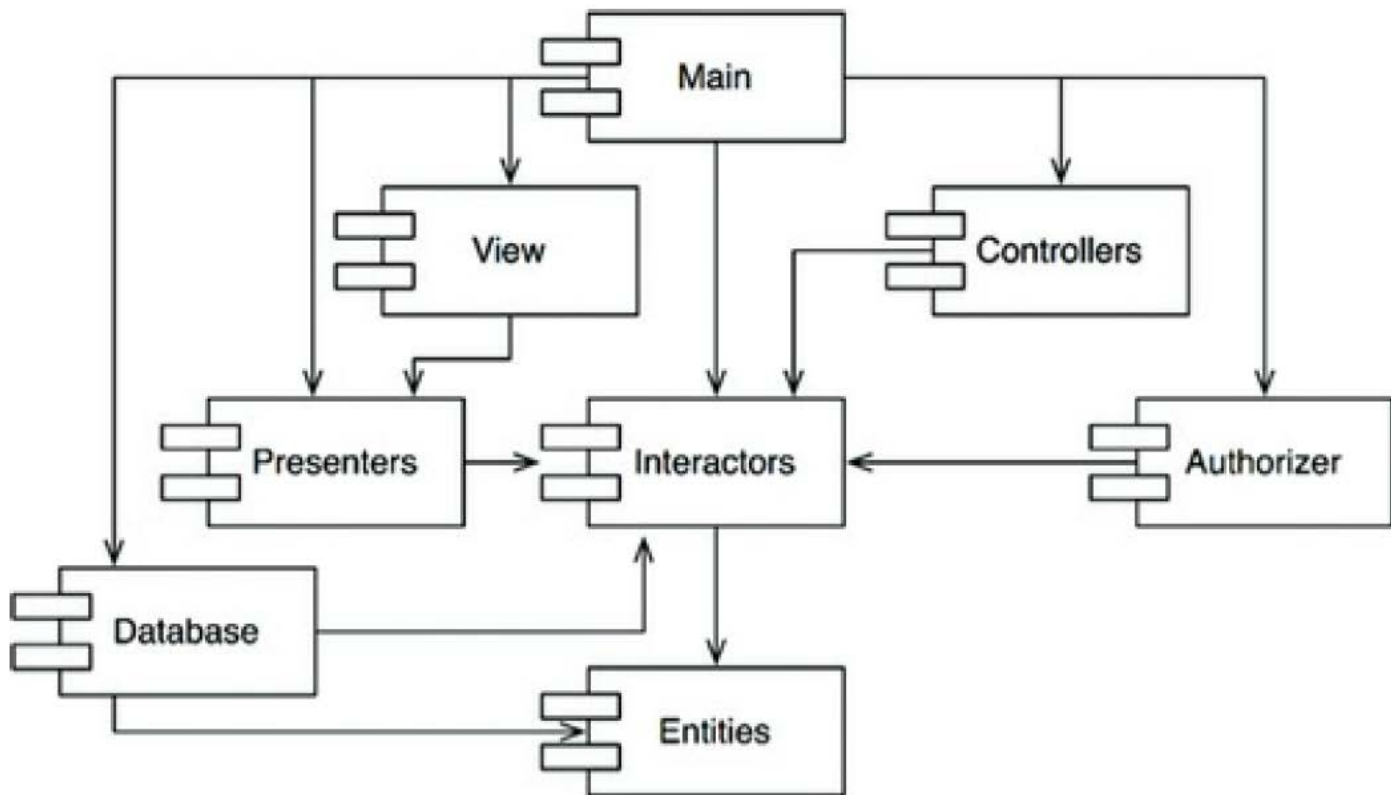 Main
View
Controllers
Presenters
Interactors
Authorizer
Database
Entities